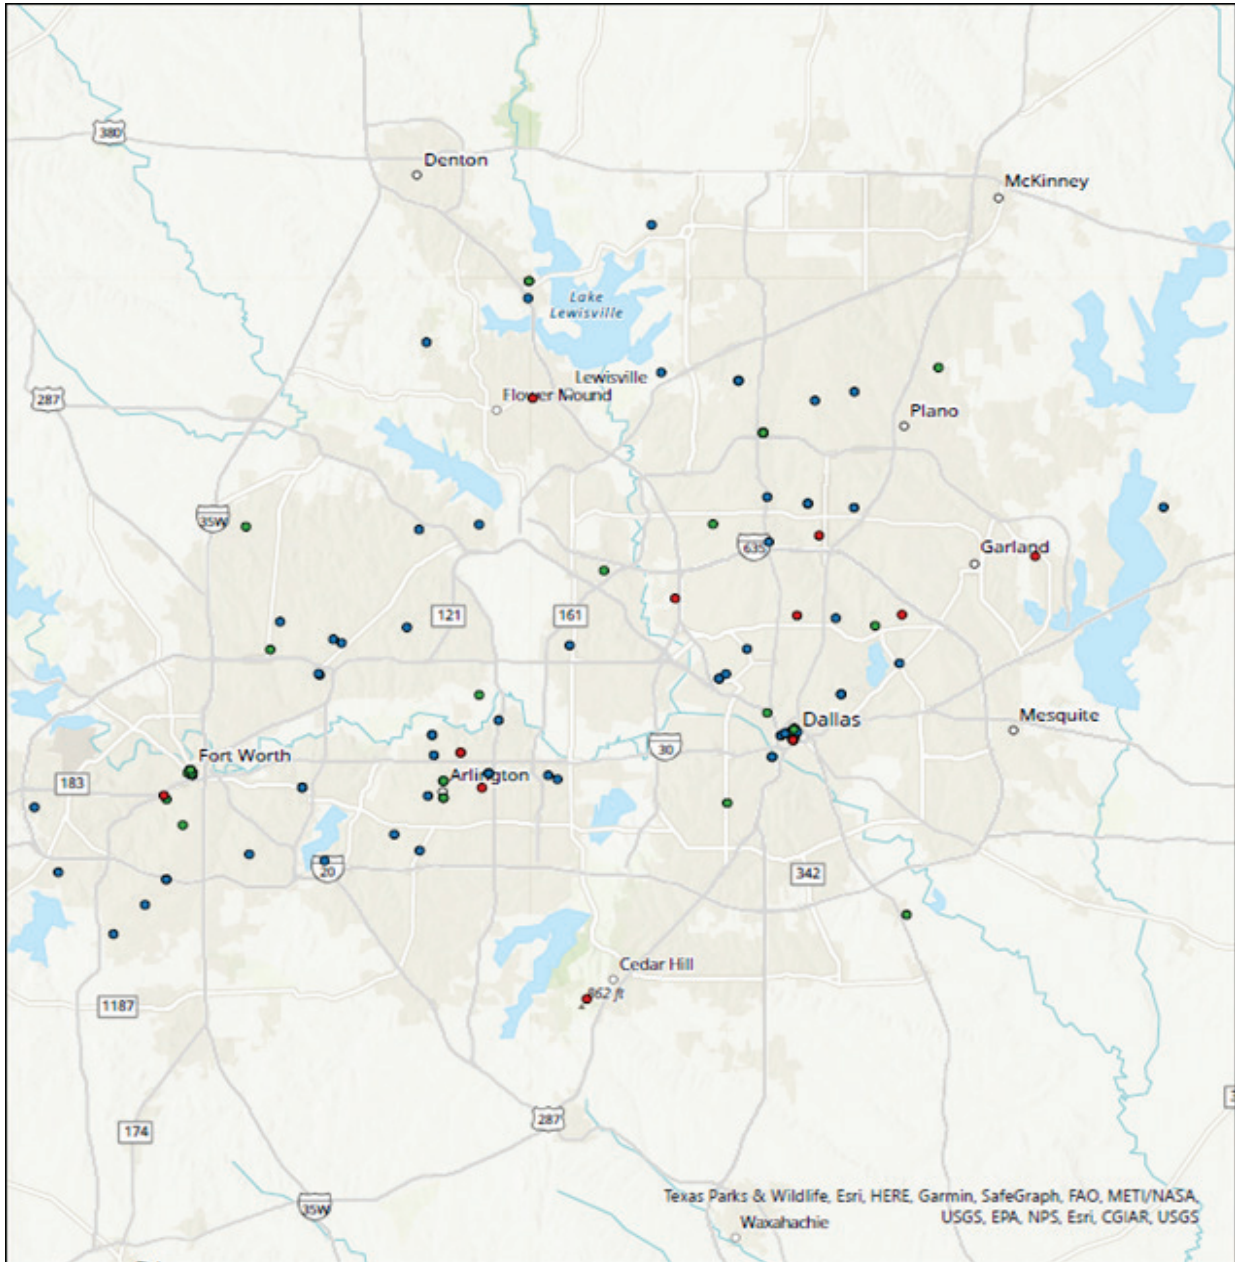 380
Denton
McKinney
Lake
Lewisville
Lewisville
287
Flower Mound
Plano
35W
635
Garland
121
161
Dallas
Mesquite
30
Fort Worth
183
Arlington
20
342
Cedar Hill
862 ft
1187
287
174
35W
Texas Parks & Wildlife, Esri, HERE, Garmin, SafeGraph, FAO, METI/NASA,
USGS, EPA, NPS, Esri, CGIAR, USGS
Waxahachie